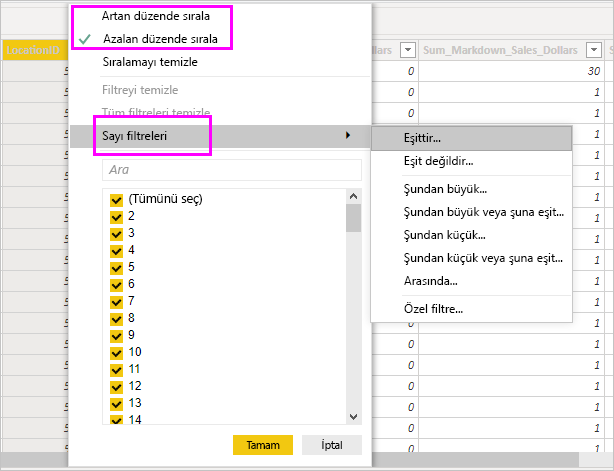 Artan düzende sırala
Azalan düzende sırala
Sıralamayı temizle
Filtreyi temizle
Tüm filtreleri temizle
Sayı filtreleri
Ara
(Tümünü seç)
2
3
4
5
6
7
8
9
10
11
12
13
14
Tamam
İptal
Eşittir...
Eşit değildir...
Şundan büyük...
Şundan büyük veya şuna eşit...
Şundan küçük...
Şundan küçük veya şuna eşit...
Arasında...
Özel filtre...
LocationID
Sum_Markdown_Sales_Dollars
0 30
0 1
0 1
1
1
1
1
1
1
1
1
1
0 1
0 1
0 1
0 1
0 1
0 1
0 1